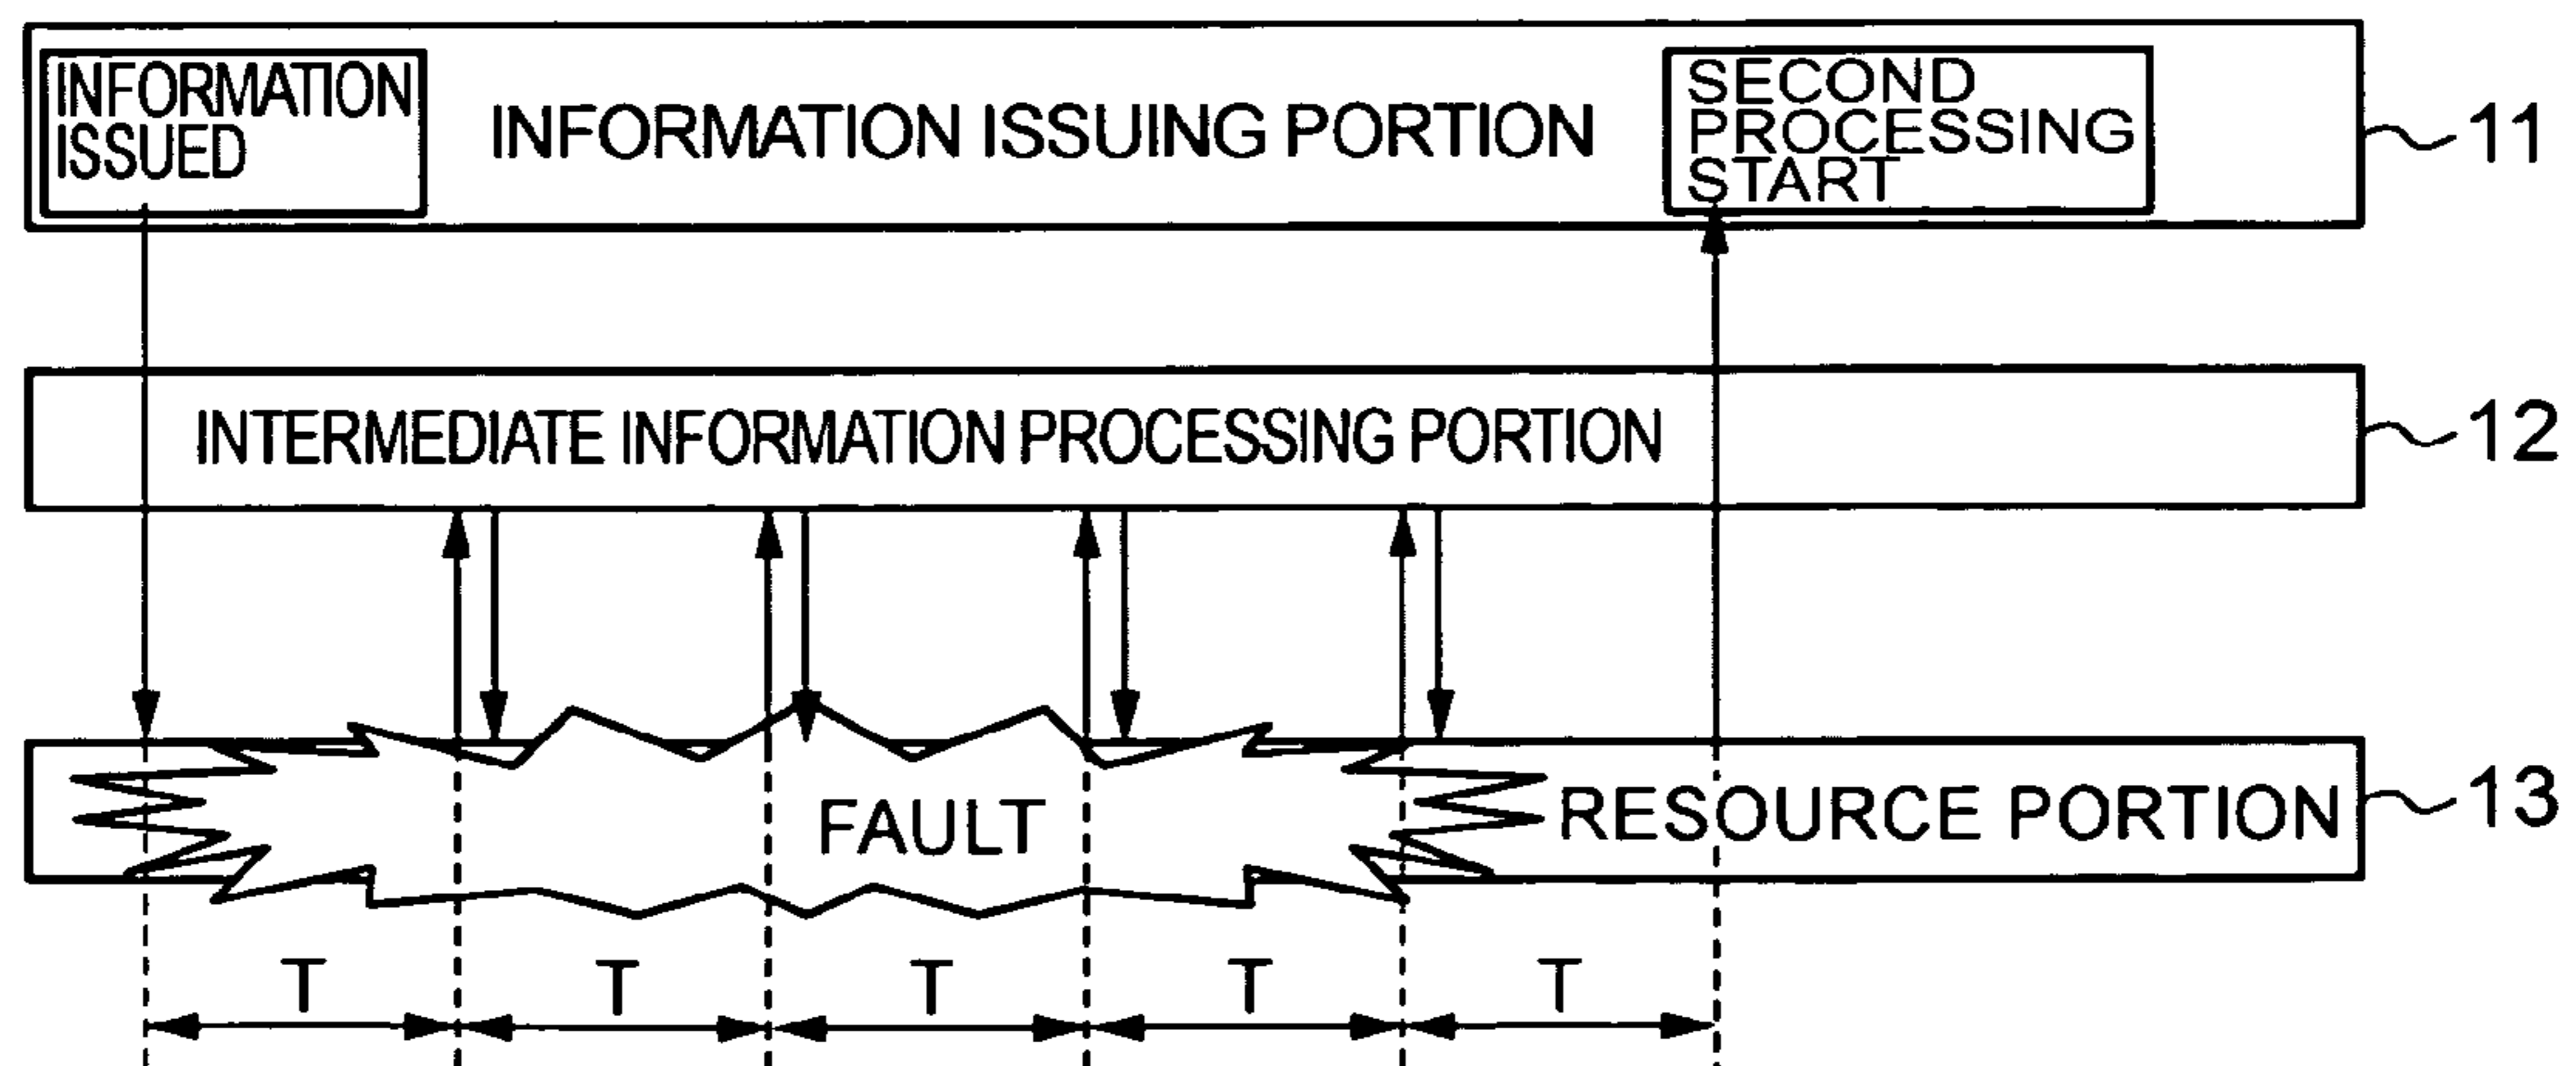 INFORMATION
ISSUED
INFORMATION ISSUING PORTION
SECOND
PROCESSING
START
11
INTERMEDIATE INFORMATION PROCESSING PORTION
12
FAULT
RESOURCE PORTION
13
T
T
T
T
T